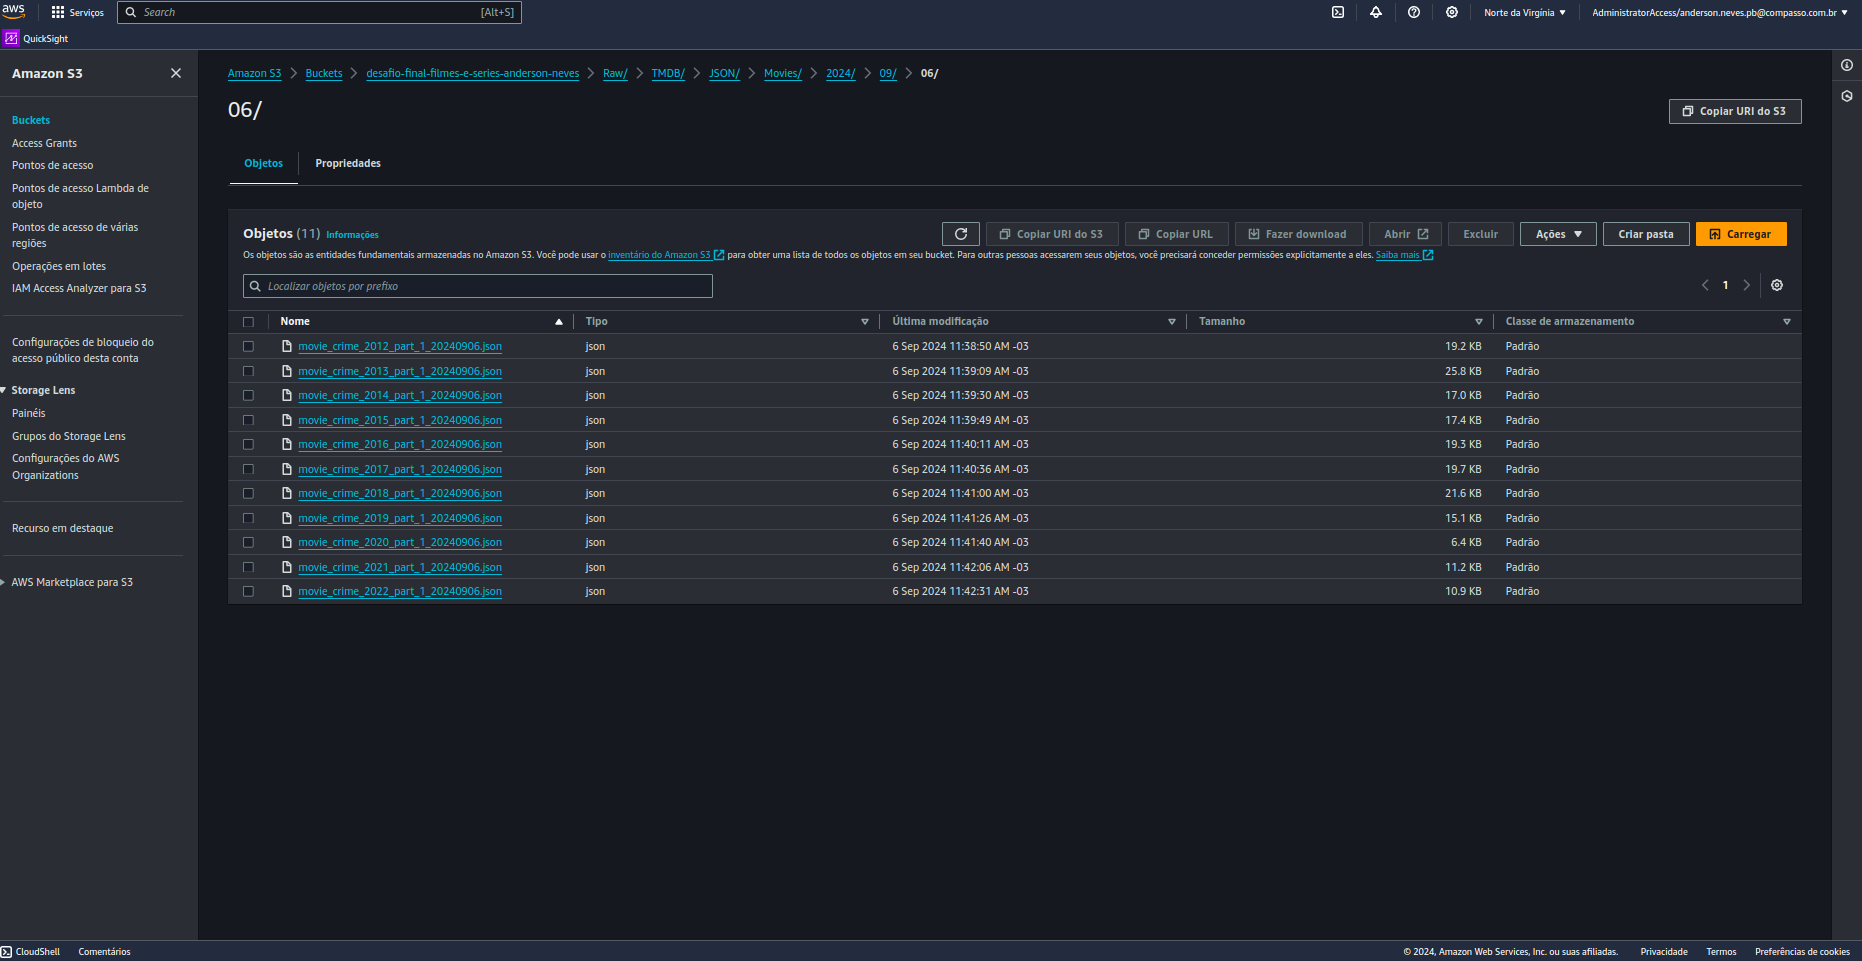 aws
Serviços
Search
[Alt+S]
Norte da Virgínia
AdministratorAccess/anderson.neves.pb@compasso.com.br
QuickSight
Amazon S3
Buckets
Access Grants
Pontos de acesso
Pontos de acesso Lambda de
objeto
Pontos de acesso de várias
regiões
Operações em lotes
IAM Access Analyzer para S3
Configurações de bloqueio do
acesso público desta conta
Storage Lens
Painéis
Grupos do Storage Lens
Configurações do AWS
Organizations
Recurso em destaque
AWS Marketplace para S3
Amazon S3 Buckets desafio-final-filmes-e-series-anderson-neves Raw/ TMDB/ JSON/ Movies/ 2024/ 09/ 06/
06/
Copiar URI do S3
Objetos Propriedades
Objetos (11) Informações
Copiar URI do S3 Copiar URL Fazer download Abrir Excluir Ações Criar pasta Carregar
Os objetos são as entidades fundamentais armazenadas no Amazon S3. Você pode usar o inventário do Amazon S3 para obter uma lista de todos os objetos em seu bucket. Para outras pessoas acessarem seus objetos, você precisará conceder permissões explicitamente a eles. Saiba mais
Localizar objetos por prefixo
1
Nome Tipo Última modificação Tamanho Classe de armazenamento
movie_crime_2012_part_1_20240906.json json 6 Sep 2024 11:38:50 AM -03 19.2 KB Padrão
movie_crime_2013_part_1_20240906.json json 6 Sep 2024 11:39:09 AM -03 25.8 KB Padrão
movie_crime_2014_part_1_20240906.json json 6 Sep 2024 11:39:30 AM -03 17.0 KB Padrão
movie_crime_2015_part_1_20240906.json json 6 Sep 2024 11:39:49 AM -03 17.4 KB Padrão
movie_crime_2016_part_1_20240906.json json 6 Sep 2024 11:40:11 AM -03 19.3 KB Padrão
movie_crime_2017_part_1_20240906.json json 6 Sep 2024 11:40:36 AM -03 19.7 KB Padrão
movie_crime_2018_part_1_20240906.json json 6 Sep 2024 11:41:00 AM -03 21.6 KB Padrão
movie_crime_2019_part_1_20240906.json json 6 Sep 2024 11:41:26 AM -03 15.1 KB Padrão
movie_crime_2020_part_1_20240906.json json 6 Sep 2024 11:41:40 AM -03 6.4 KB Padrão
movie_crime_2021_part_1_20240906.json json 6 Sep 2024 11:42:06 AM -03 11.2 KB Padrão
movie_crime_2022_part_1_20240906.json json 6 Sep 2024 11:42:31 AM -03 10.9 KB Padrão
CloudShell Comentários
© 2024, Amazon Web Services, Inc. ou suas afiliadas. Privacidade Termos Preferências de cookies